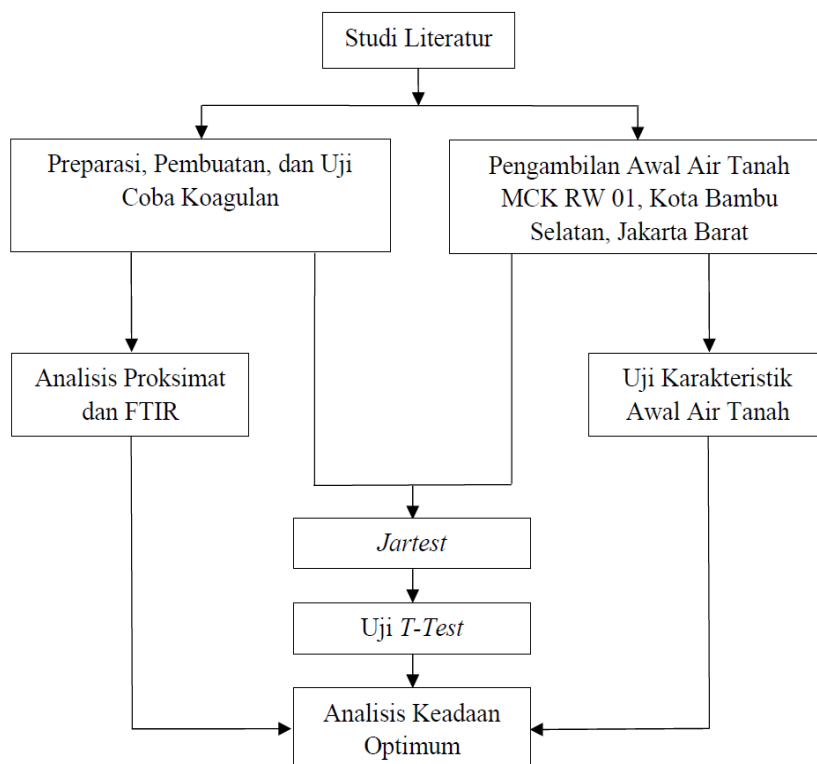 Studi Literatur
Preparasi, Pembuatan, dan Uji
Coba Koagulan
Pengambilan Awal Air Tanah
MCK RW 01, Kota Bambu
Selatan, Jakarta Barat
Analisis Proksimat
dan FTIR
Uji Karakteristik
Awal Air Tanah
Jartest
Uji T-Test
Analisis Keadaan
Optimum